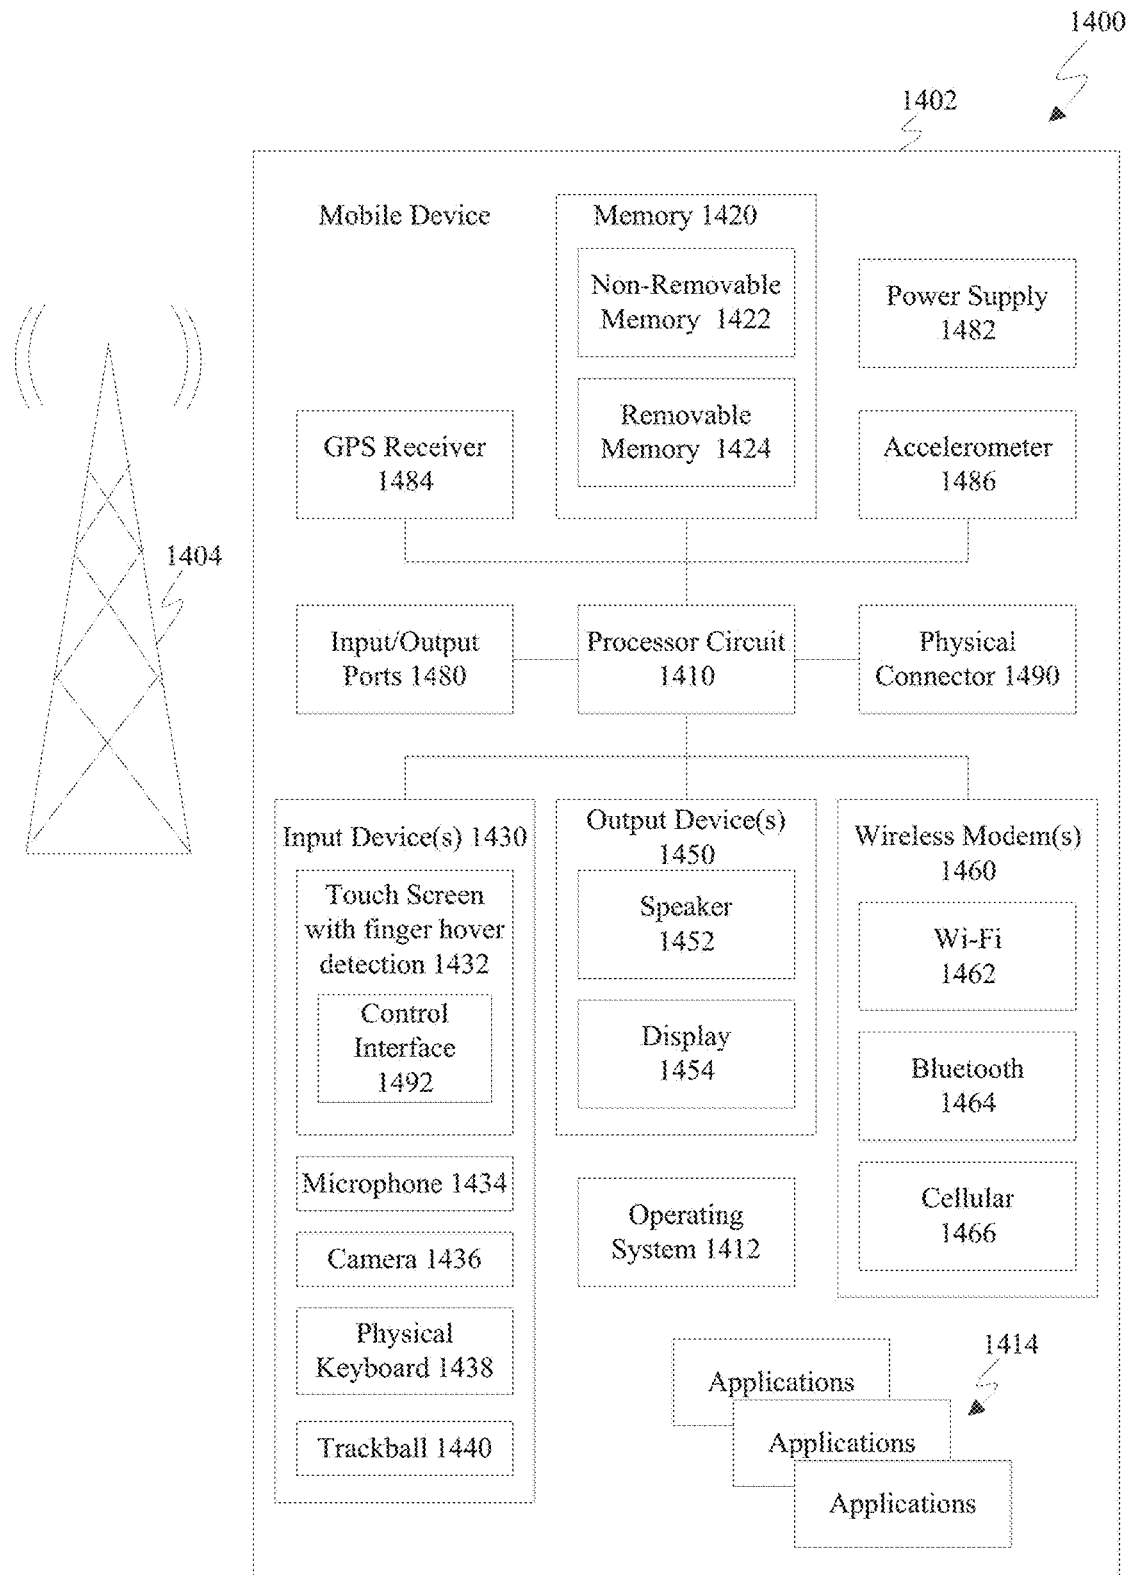 1400
1402
Mobile Device
Memory 1420
Non-Removable
Memory 1422
Power Supply
1482
Removable
Memory 1424
GPS Receiver
1484
Accelerometer
1486
1404
Input/Output
Ports 1480
Processor Circuit
1410
Physical
Connector 1490
Input Device(s) 1430
Touch Screen
with finger hover
detection 1432
Control
Interface
1492
Microphone 1434
Camera 1436
Physical
Keyboard 1438
Trackball 1440
Output Device(s)
1450
Speaker
1452
Display
1454
Operating
System 1412
Wireless Modem(s)
1460
Wi-Fi
1462
Bluetooth
1464
Cellular
1466
1414
Applications
Applications
Applications